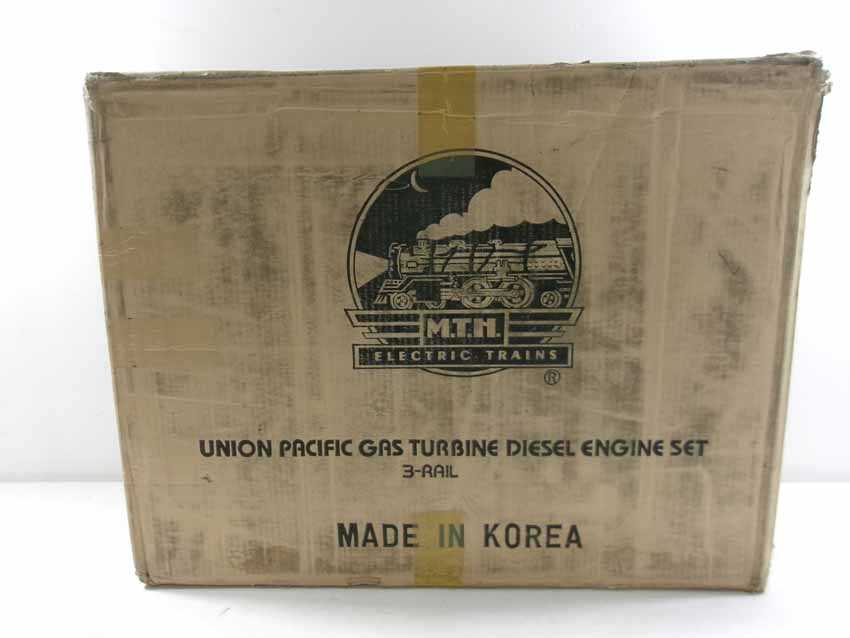 M.T.H.
ELECTRIC TRAINS
®
UNION PACIFIC GAS TURBINE DIESEL ENGINE SET
3-RAIL
MADE IN KOREA